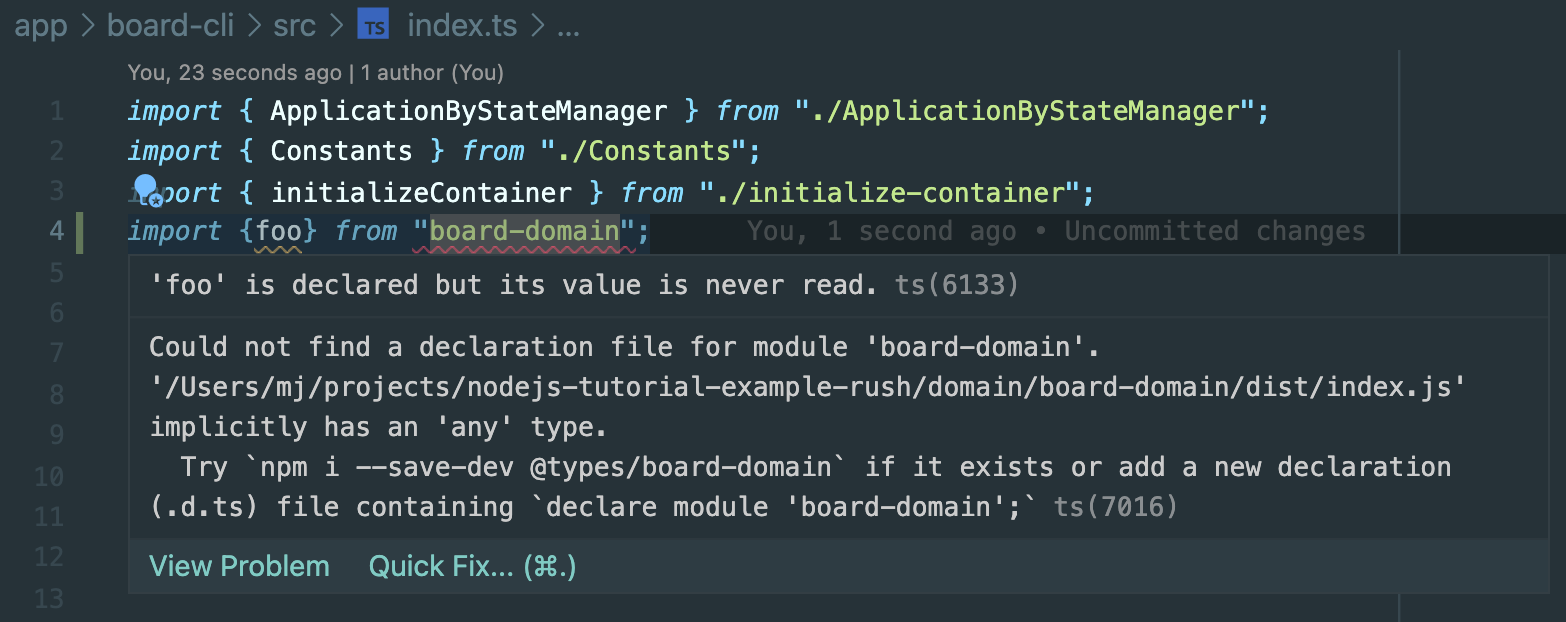 app > board-cli > src > TS index.ts > ...
You, 23 seconds ago | 1 author (You)
1 import { ApplicationByStateManager } from "./ApplicationByStateManager";
2 import { Constants } from "./Constants";
3 import { initializeContainer } from "./initialize-container";
4 import {foo} from "board-domain"; You, 1 second ago • Uncommitted changes
5 'foo' is declared but its value is never read. ts(6133)
6
7 Could not find a declaration file for module 'board-domain'.
8 '/Users/mj/projects/nodejs-tutorial-example-rush/domain/board-domain/dist/index.js'
9 implicitly has an 'any' type.
10 Try `npm i --save-dev @types/board-domain` if it exists or add a new declaration
11 (.d.ts) file containing `declare module 'board-domain';` ts(7016)
12 View Problem Quick Fix... (⌘.)
13